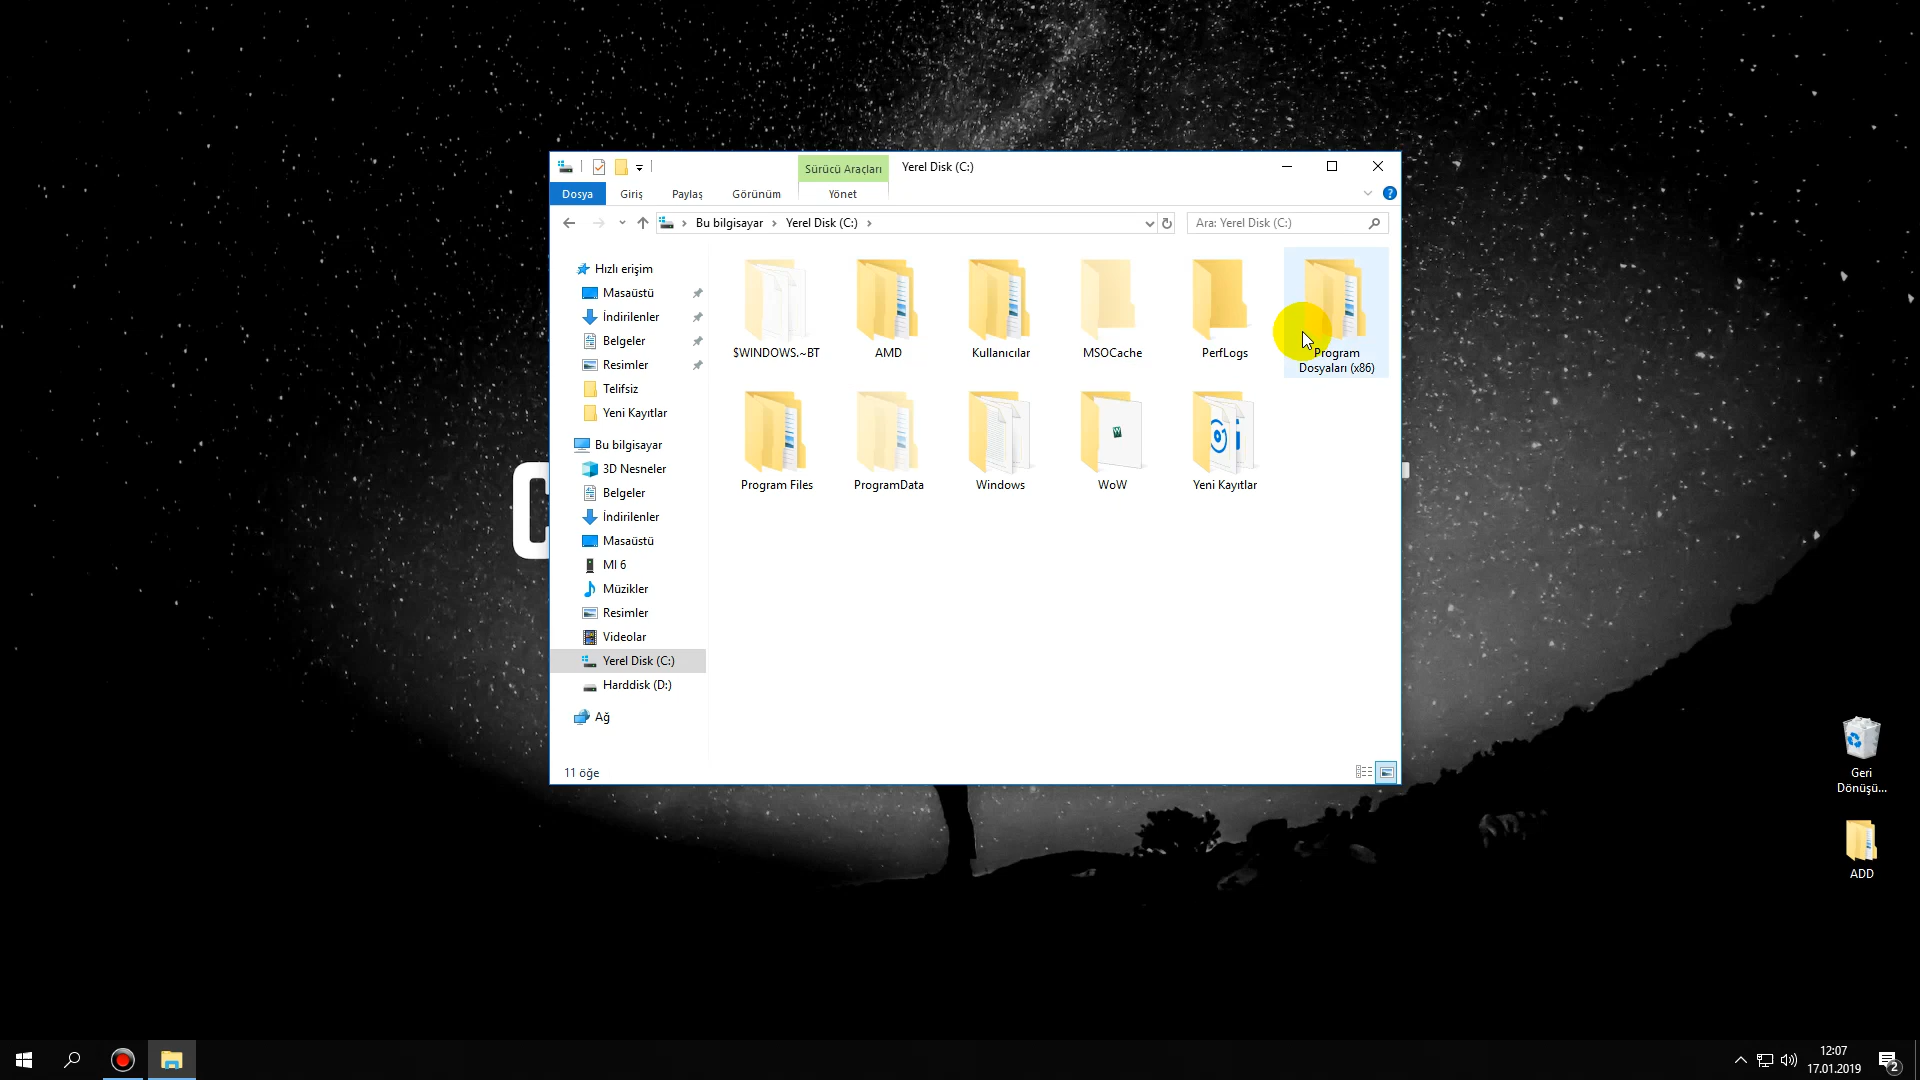 Sürücü Araçları
Yerel Disk (C:)
Dosya
Giriş
Paylaş
Görünüm
Yönet
Bu bilgisayar
Yerel Disk (C:)
Ara: Yerel Disk (C:)
Hızlı erişim
Masaüstü
İndirilenler
Belgeler
Resimler
Telifsiz
Yeni Kayıtlar
Bu bilgisayar
3D Nesneler
Belgeler
İndirilenler
Masaüstü
MI 6
Müzikler
Resimler
Videolar
Yerel Disk (C:)
Harddisk (D:)
Ağ
$WINDOWS.~BT
AMD
Kullanıcılar
MSOCache
PerfLogs
Program
Dosyaları (x86)
Program Files
ProgramData
Windows
WoW
Yeni Kayıtlar
11 öğe
Geri
Dönüşü...
ADD
12:07
17.01.2019
2